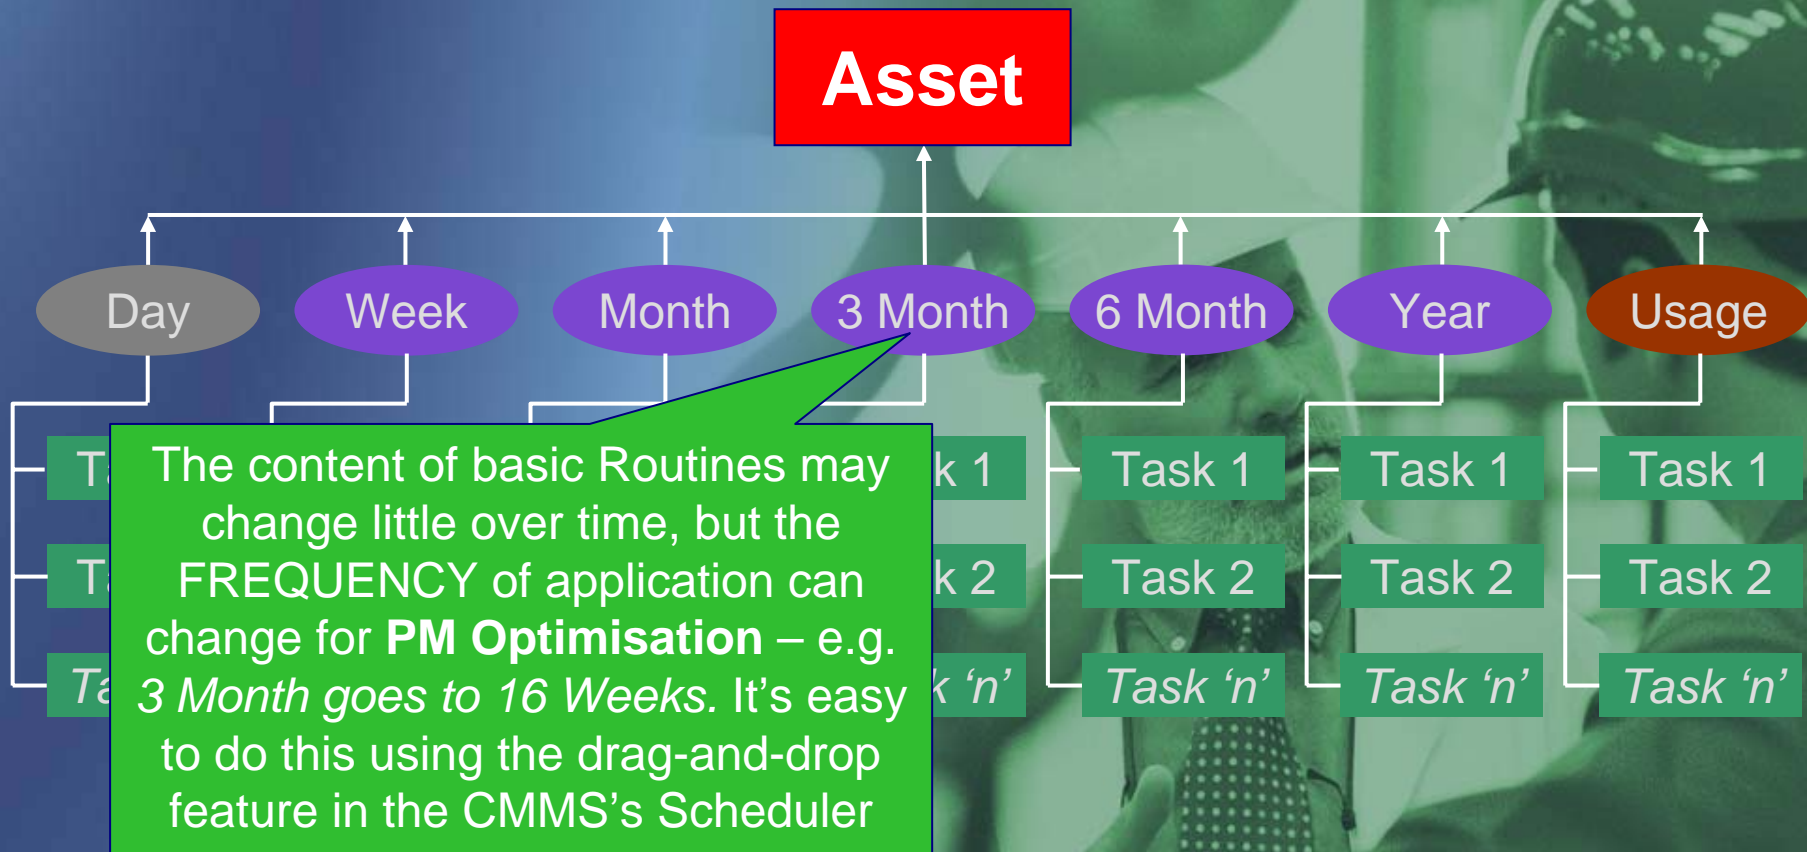 Asset
Day Week Month 3 Month 6 Month Year Usage
The content of basic Routines may
change little over time, but the
FREQUENCY of application can
change for PM Optimisation – e.g.
3 Month goes to 16 Weeks. It’s easy
to do this using the drag-and-drop
feature in the CMMS’s Scheduler
Task 1 Task 1 Task 1
Task 2 Task 2 Task 2
Task ‘n’ Task ‘n’ Task ‘n’